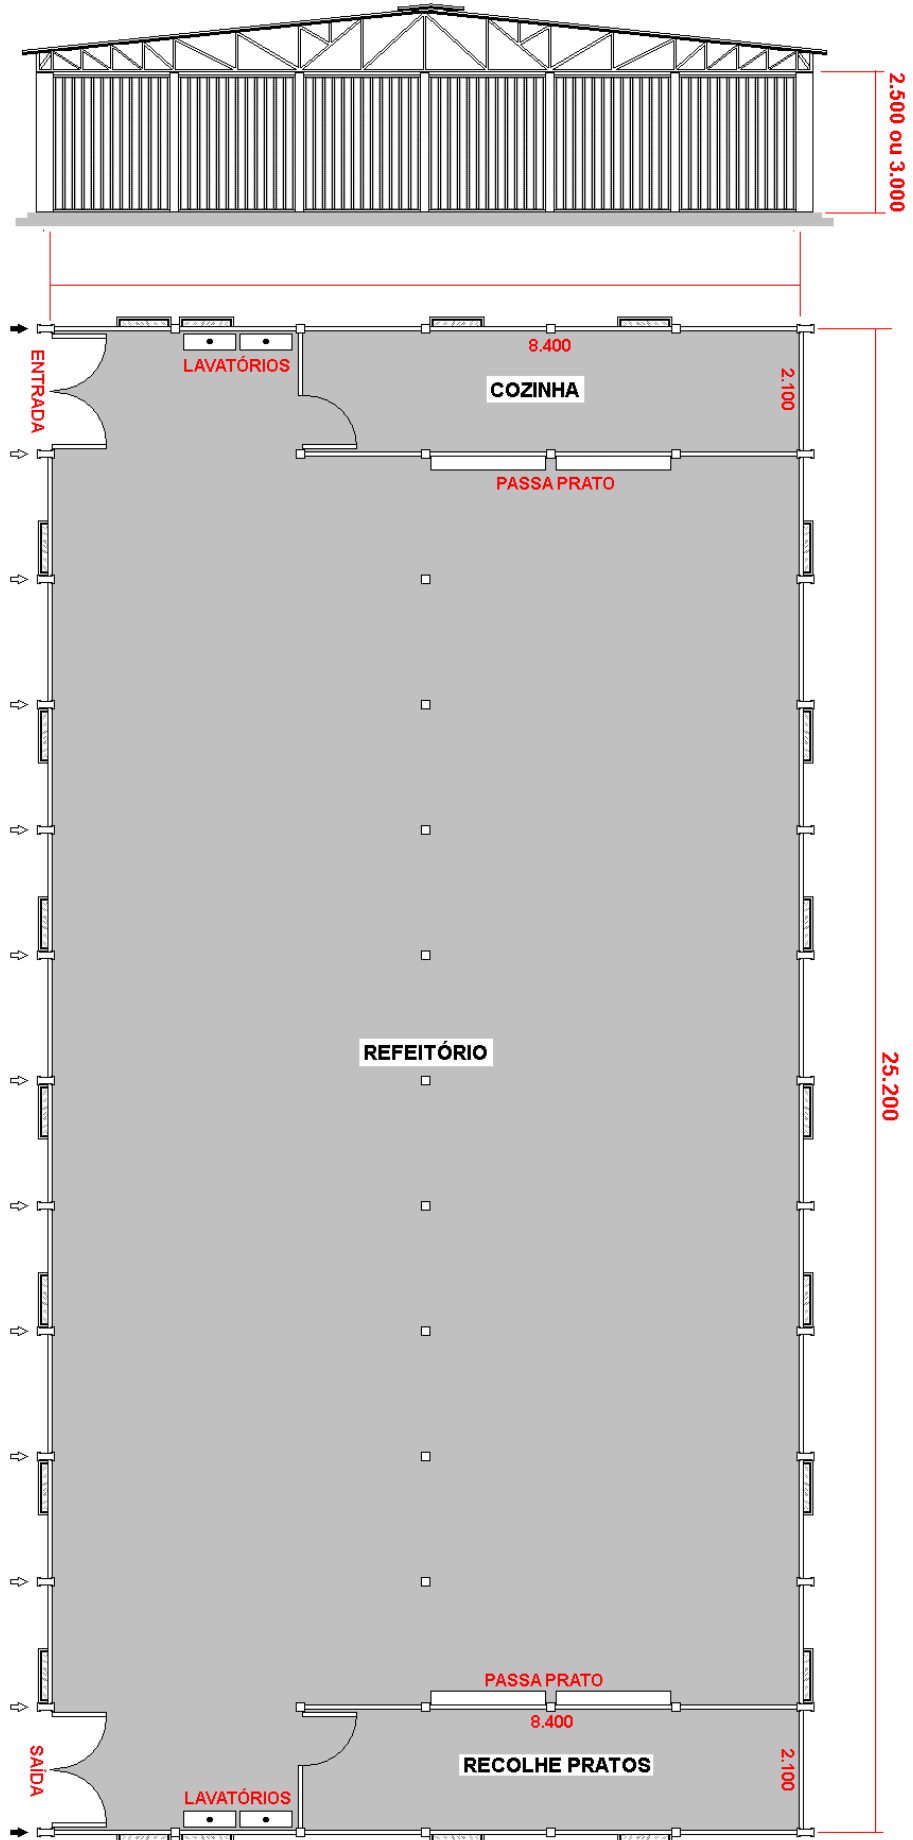 2.500 ou 3.000
8.400
LAVATÓRIOS
ENTRADA
COZINHA
2.100
PASSA PRATO
REFEITÓRIO
25.200
PASSA PRATO
8.400
SAÍDA
RECOLHE PRATOS
2.100
LAVATÓRIOS